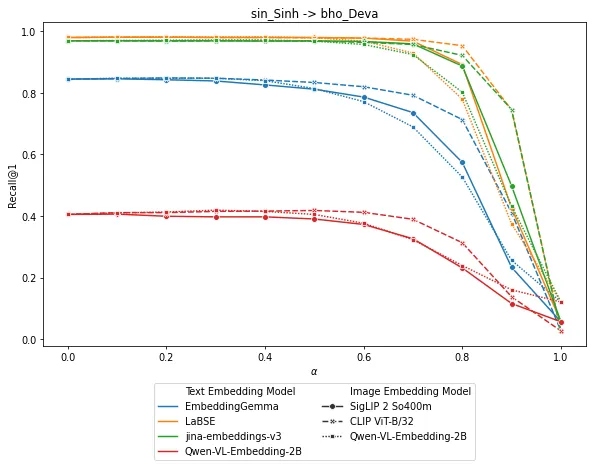 sin_Sinh -> bho_Deva
1.0
0.8
0.6
0.4
0.2
0.0
Recall@1
0.0 0.2 0.4 0.6 0.8 1.0
α
Text Embedding Model
EmbeddingGemma
LaBSE
jina-embeddings-v3
Qwen-VL-Embedding-2B
Image Embedding Model
SigLIP 2 So400m
CLIP ViT-B/32
Qwen-VL-Embedding-2B